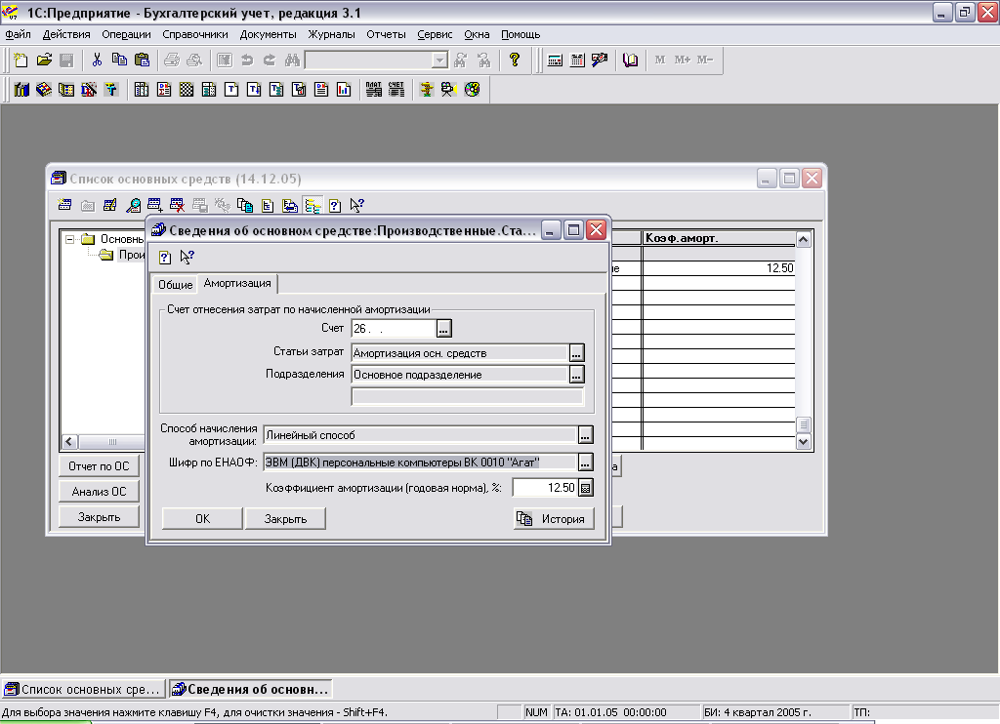 1С:Предприятие - Бухгалтерский учет, редакция 3.1
Файл Действия Операции Справочники Документы Журналы Отчеты Сервис Окна Помощь
M M+ M-
ПЛАТ СЧЕТ
Список основных средств (14.12.05)
Сведения об основном средстве:Производственные.Ста...
Основнь
Прои
Коэф.аморт.
ие
12.50
Общие Амортизация
Счет отнесения затрат по начисленной амортизации
Счет 26 . .
Статьи затрат Амортизация осн. средств
Подразделения Основное подразделение
Способ начисления
амортизации: Линейный способ
Шифр по ЕНАОФ: ЭВМ (ДВК) персональные компьютеры ВК 0010 "Агат"
Коэффициент амортизации (годовая норма), %: 12.50
OK Закрыть История
Отчет по ОС
Анализ ОС
Закрыть
а
Список основных сре... Сведения об основн...
Для выбора значения нажмите клавишу F4, для очистки значения - Shift+F4. NUM TA: 01.01.05 00:00:00 БИ: 4 квартал 2005 г. ТП: